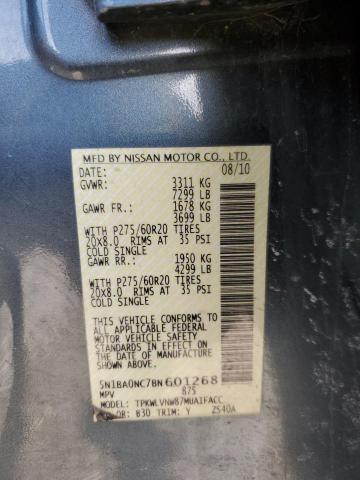 MFD BY NISSAN MOTOR CO., LTD.
DATE: 08/10
GVWR: 3311 KG
7299 LB
GAWR FR.: 1678 KG
3699 LB
WITH P275/60R20 TIRES
20X8.0 RIMS AT 35 PSI
COLD SINGLE
GAWR RR.: 1950 KG
4299 LB
WITH P275/60R20 TIRES
20X8.0 RIMS AT 35 PSI
COLD SINGLE
THIS VEHICLE CONFORMS TO ALL
APPLICABLE FEDERAL
MOTOR VEHICLE SAFETY
STANDARDS IN EFFECT ON THE
DATE OF MANUFACTURE
SHOWN ABOVE.
5N1BA0NC7BN601268
MPV 875
TPKWLVNW87MUAIFACC
COLOR: B30 TRIM: Y 2540A